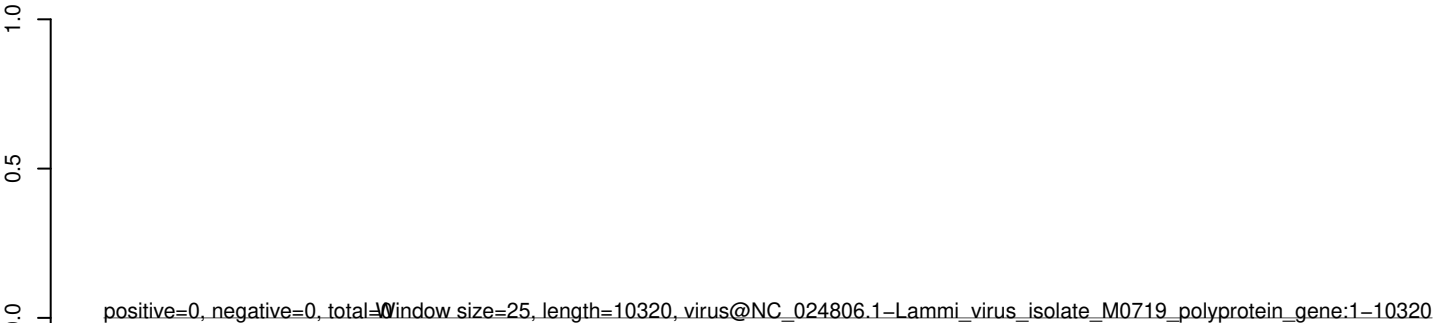 1.0
0.5
0.0
positive=0, negative=0, total=0
Window size=25, length=10320, virus@NC_024806.1−Lammi_virus_isolate_M0719_polyprotein_gene:1−10320